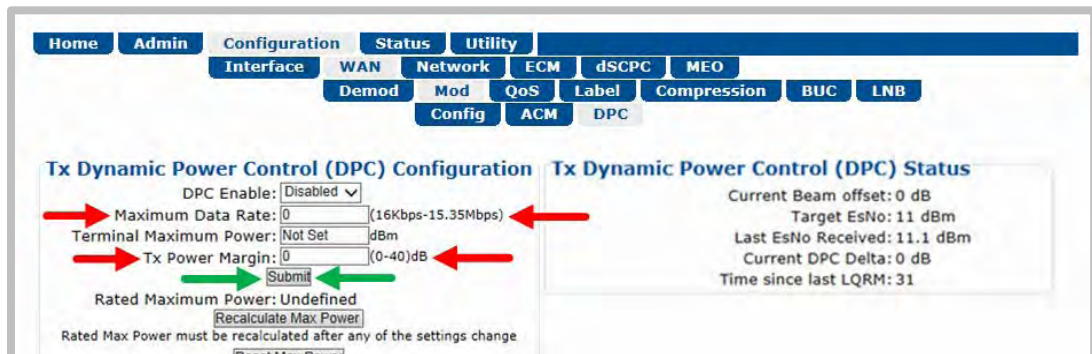 Home Admin Configuration Status Utility
Interface WAN Network ECM dSCPC MEO
Demod Mod QoS Label Compression BUC LNB
Config ACM DPC
Tx Dynamic Power Control (DPC) Configuration
DPC Enable: Disabled
Maximum Data Rate: 0 (16Kbps-15.35Mbps)
Terminal Maximum Power: Not Set dBm
Tx Power Margin: 0 (0-40)dB
Submit
Rated Maximum Power: Undefined
Recalculate Max Power
Rated Max Power must be recalculated after any of the settings change
Reset Max Power
Tx Dynamic Power Control (DPC) Status
Current Beam offset: 0 dB
Target EsNo: 11 dBm
Last EsNo Received: 11.1 dBm
Current DPC Delta: 0 dB
Time since last LQRM: 31